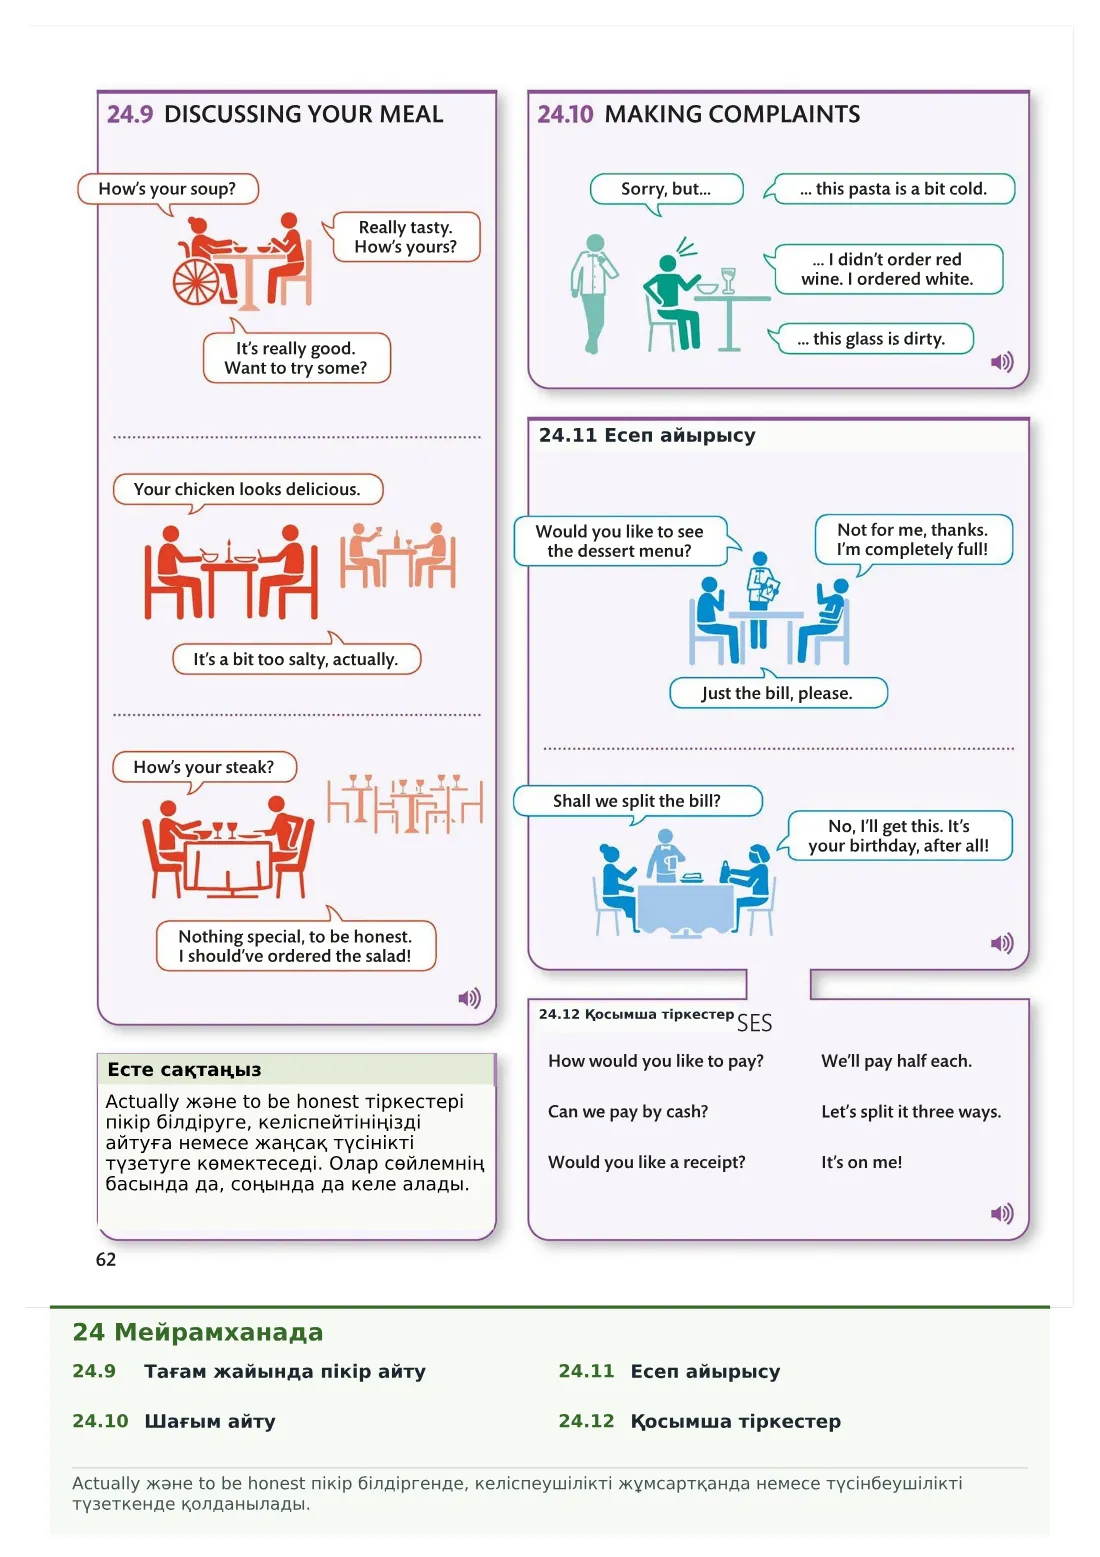 24.9 DISCUSSING YOUR MEAL
How's your soup?
Really tasty.
How's yours?
It's really good.
Want to try some?
Your chicken looks delicious.
It's a bit too salty, actually.
How's your steak?
Nothing special, to be honest.
I should've ordered the salad!
Есте сақтаңыз
Actually және to be honest тіркестері
пікір білдіруге, келіспейтініңізді
айтуға немесе жаңсақ түсінікті
түзетуге көмектеседі. Олар сөйлемнің
басында да, соңында да келе алады.
24.10 MAKING COMPLAINTS
Sorry, but...
... this pasta is a bit cold.
... I didn't order red
wine. I ordered white.
... this glass is dirty.
24.11 Есеп айырысу
Would you like to see
the dessert menu?
Not for me, thanks.
I'm completely full!
Just the bill, please.
Shall we split the bill?
No, I'll get this. It's
your birthday, after all!
24.12 Қосымша тіркестер SES
How would you like to pay?
We'll pay half each.
Can we pay by cash?
Let's split it three ways.
Would you like a receipt?
It's on me!
62
24 Мейрамханада
24.9 Тағам жайында пікір айту
24.11 Есеп айырысу
24.10 Шағым айту
24.12 Қосымша тіркестер
Actually және to be honest пікір білдіргенде, келіспеушілікті жұмсартқанда немесе түсінбеушілікті
түзеткенде қолданылады.